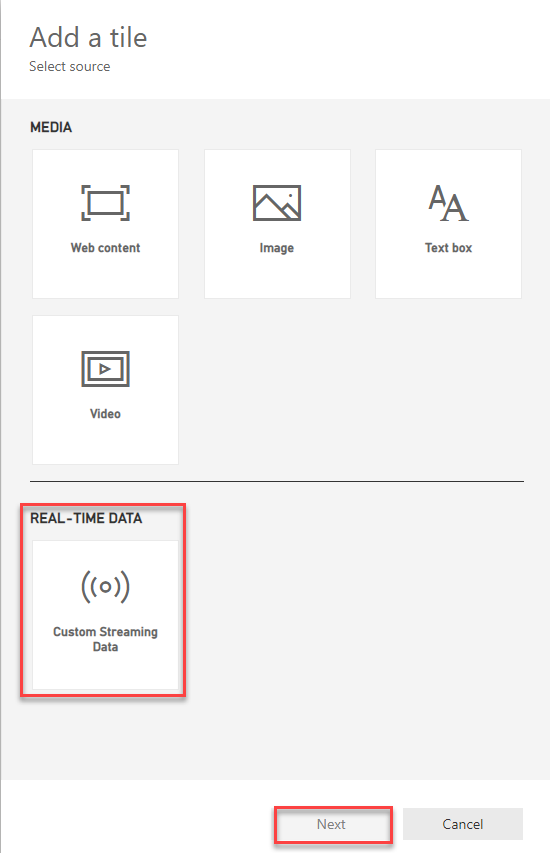 Add a tile
Select source
MEDIA
Web content
Image
AA
Text box
Video
REAL-TIME DATA
Custom Streaming
Data
Next
Cancel